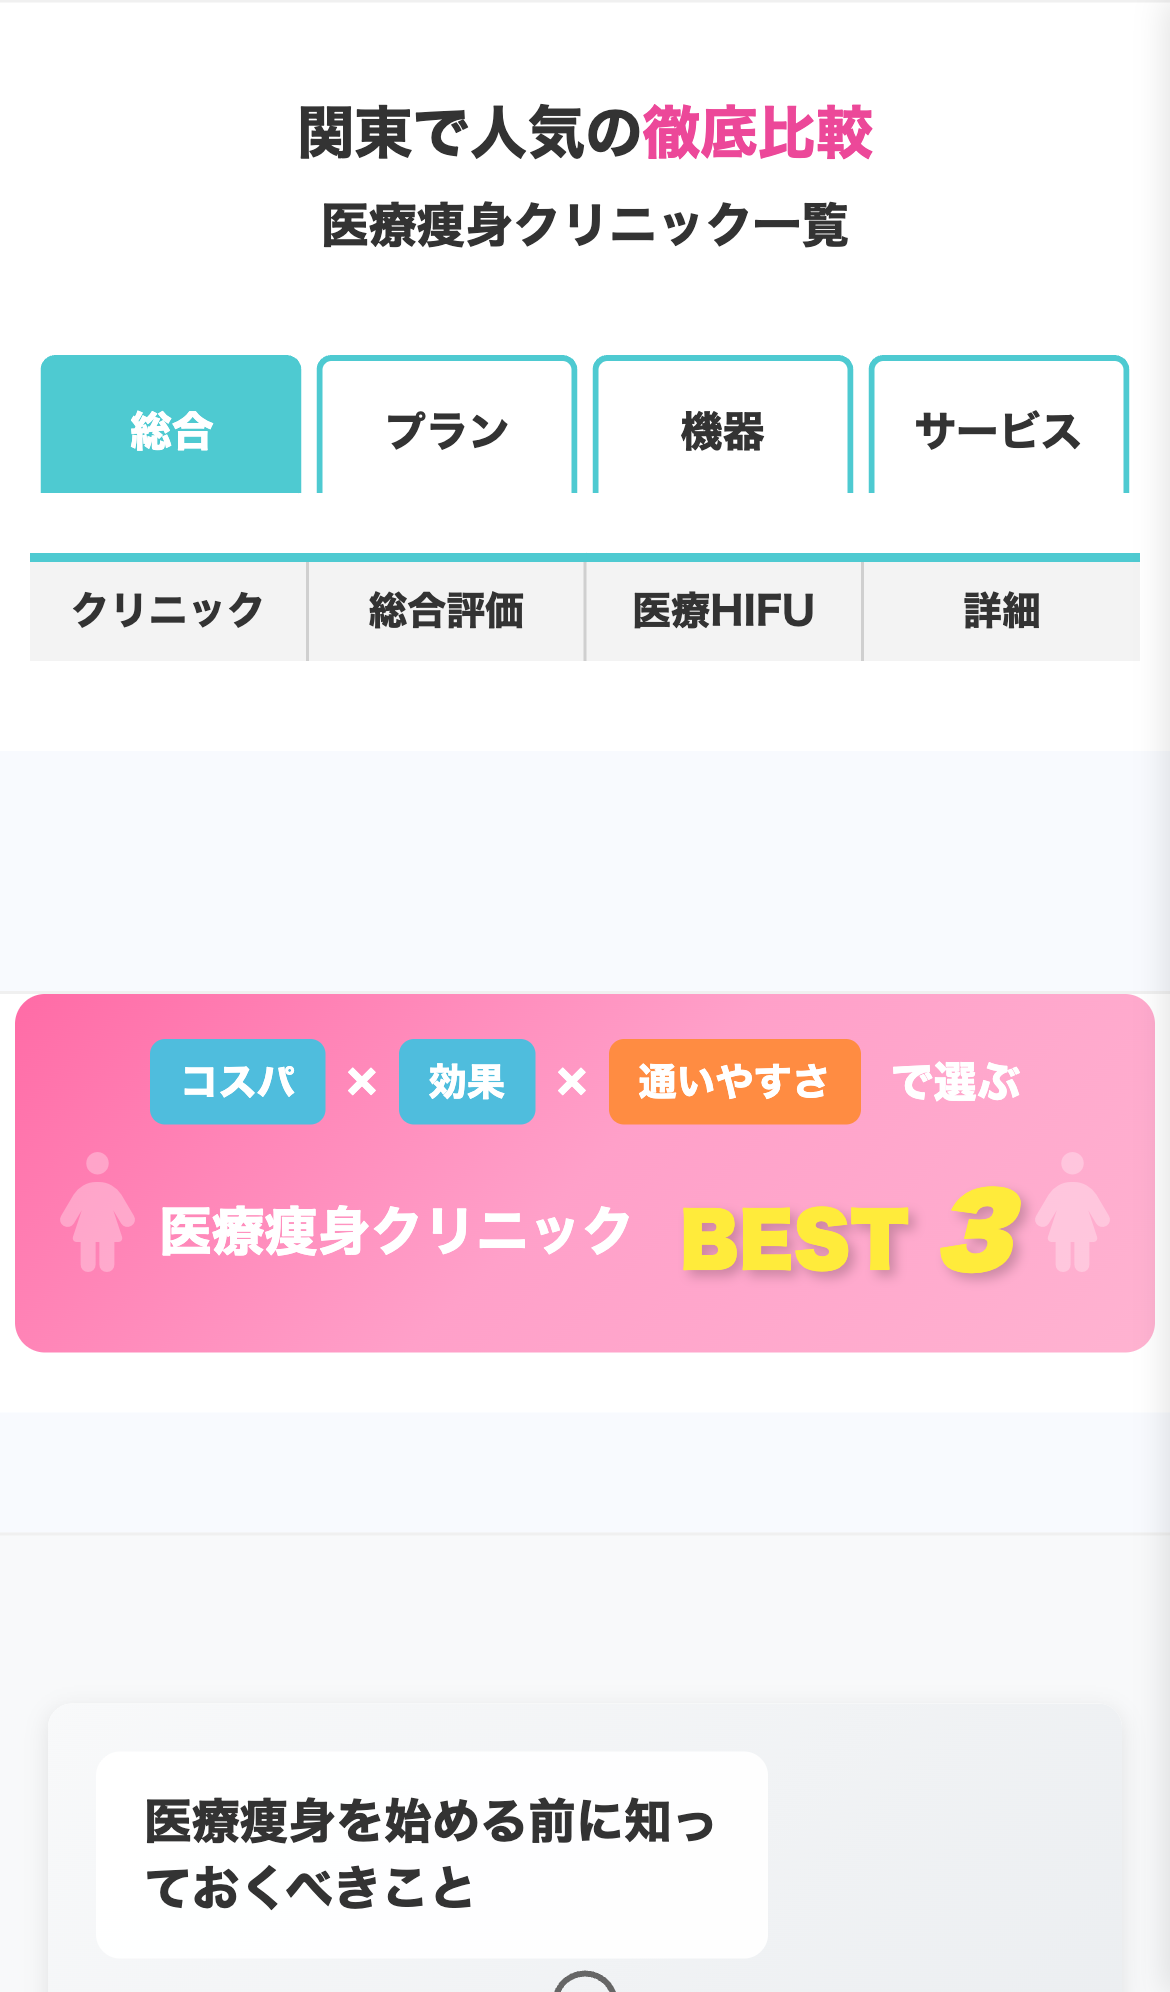 関東で人気の徹底比較
医療痩身クリニック一覧
総合 プラン 機器 サービス
クリニック 総合評価 医療HIFU 詳細
コスパ × 効果 × 通いやすさ で選ぶ
医療痩身クリニック BEST 3
医療痩身を始める前に知っ
ておくべきこと